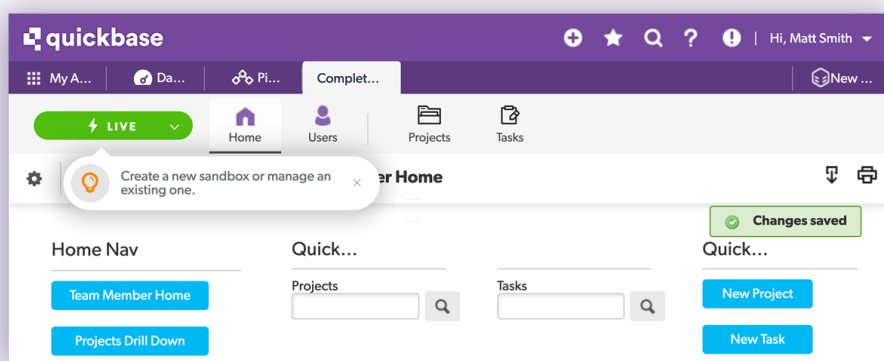 quickbase
Hi, Matt Smith
My A...
Da...
Pi...
Complet...
New ...
LIVE
Home
Users
Projects
Tasks
Create a new sandbox or manage an
existing one.
er Home
Changes saved
Home Nav
Quick...
Quick...
Team Member Home
Projects
Tasks
New Project
Projects Drill Down
New Task